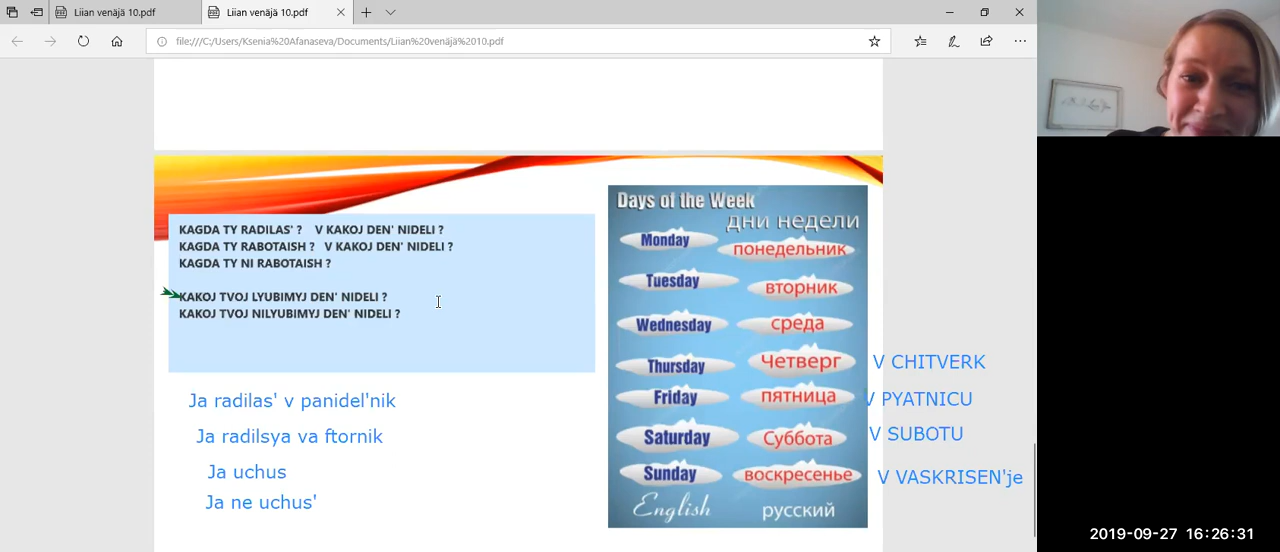 Liian venäjä 10.pdf
Liian venäjä 10.pdf
file:///C:/Users/Ksenia%20Afanaseva/Documents/Liian%20venäjä%2010.pdf
KAGDA TY RADILAS' ? V KAKOJ DEN' NIDELI ?
KAGDA TY RABOTAISH ? V KAKOJ DEN' NIDELI ?
KAGDA TY NI RABOTAISH ?
KAKOJ TVOJ LYUBIMYJ DEN' NIDELI ?
KAKOJ TVOJ NILYUBIMYJ DEN' NIDELI ?
Ja radilas' v panidel'nik
Ja radilsya va ftornik
Ja uchus
Ja ne uchus'
Days of the Week
дни недели
Monday понедельник
Tuesday вторник
Wednesday среда
Thursday Четверг V CHITVERK
Friday пятница V PYATNICU
Saturday Суббота V SUBOTU
Sunday воскресенье V VASKRISEN'je
English русский
2019-09-27 16:26:31